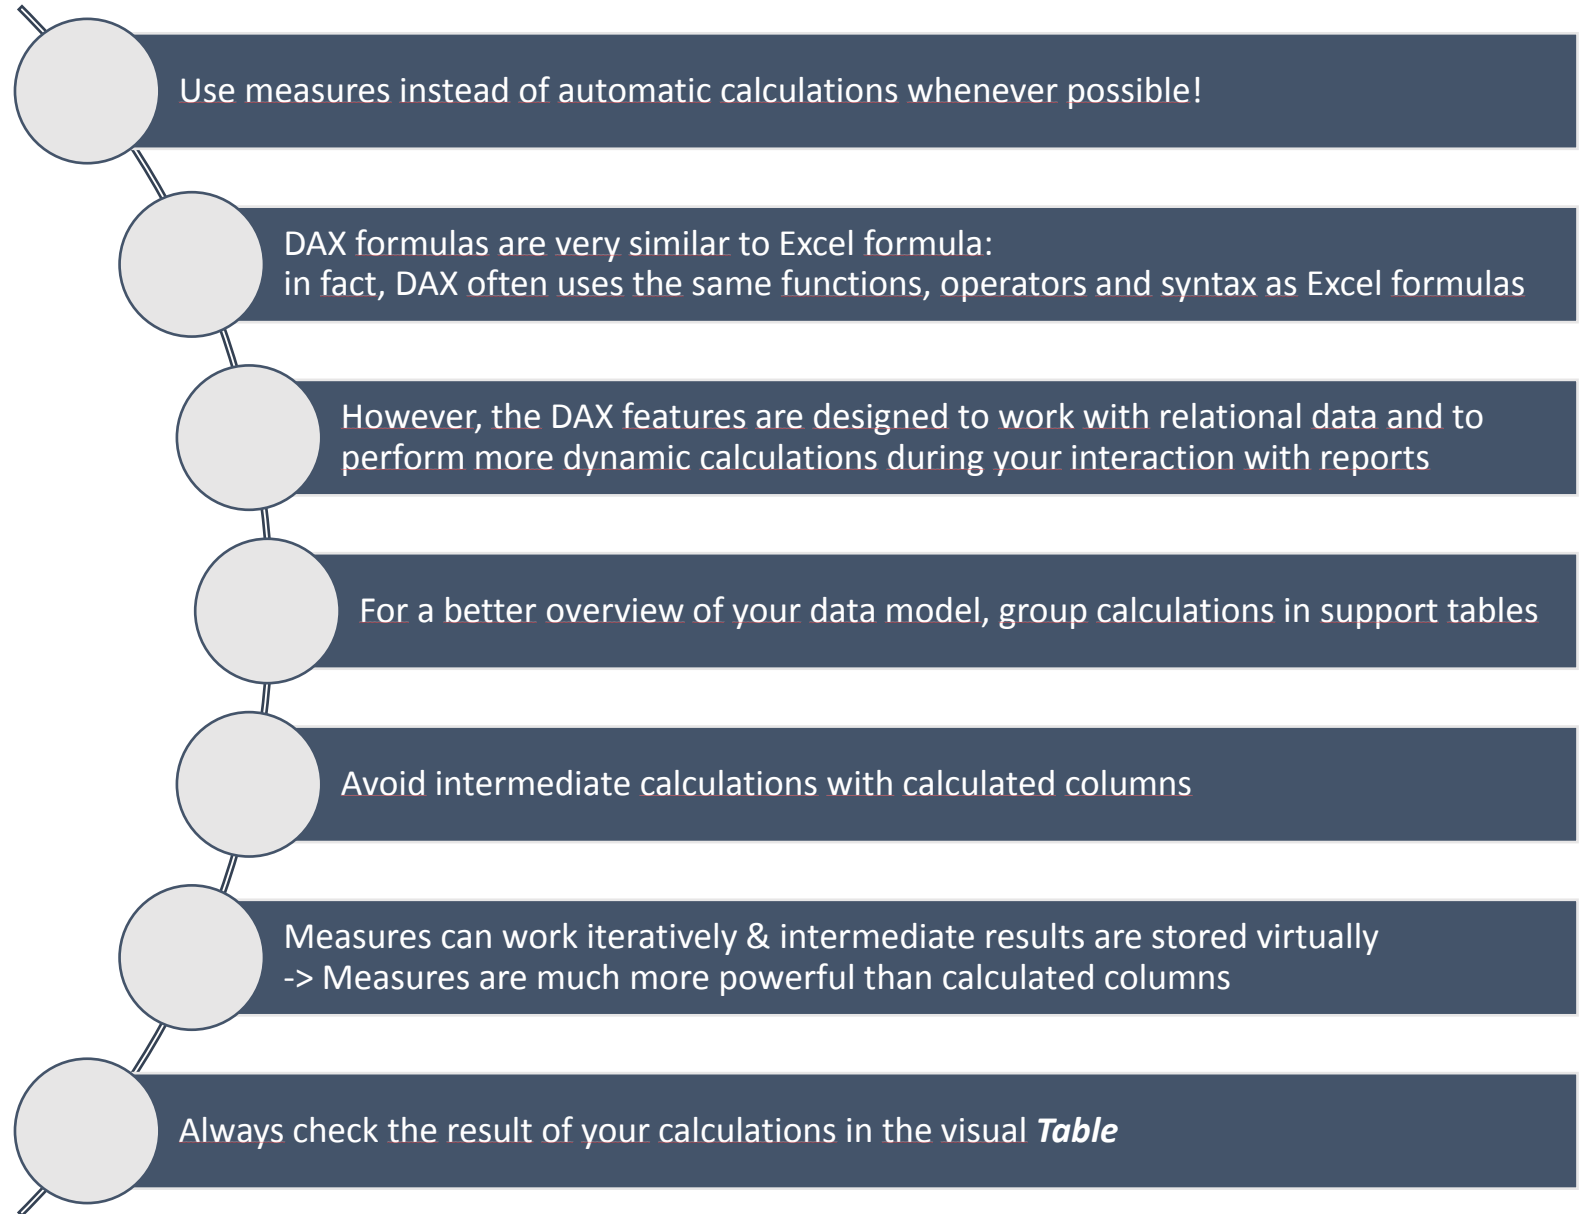 Use measures instead of automatic calculations whenever possible!
DAX formulas are very similar to Excel formula:
in fact, DAX often uses the same functions, operators and syntax as Excel formulas
However, the DAX features are designed to work with relational data and to
perform more dynamic calculations during your interaction with reports
For a better overview of your data model, group calculations in support tables
Avoid intermediate calculations with calculated columns
Measures can work iteratively & intermediate results are stored virtually
-> Measures are much more powerful than calculated columns
Always check the result of your calculations in the visual Table